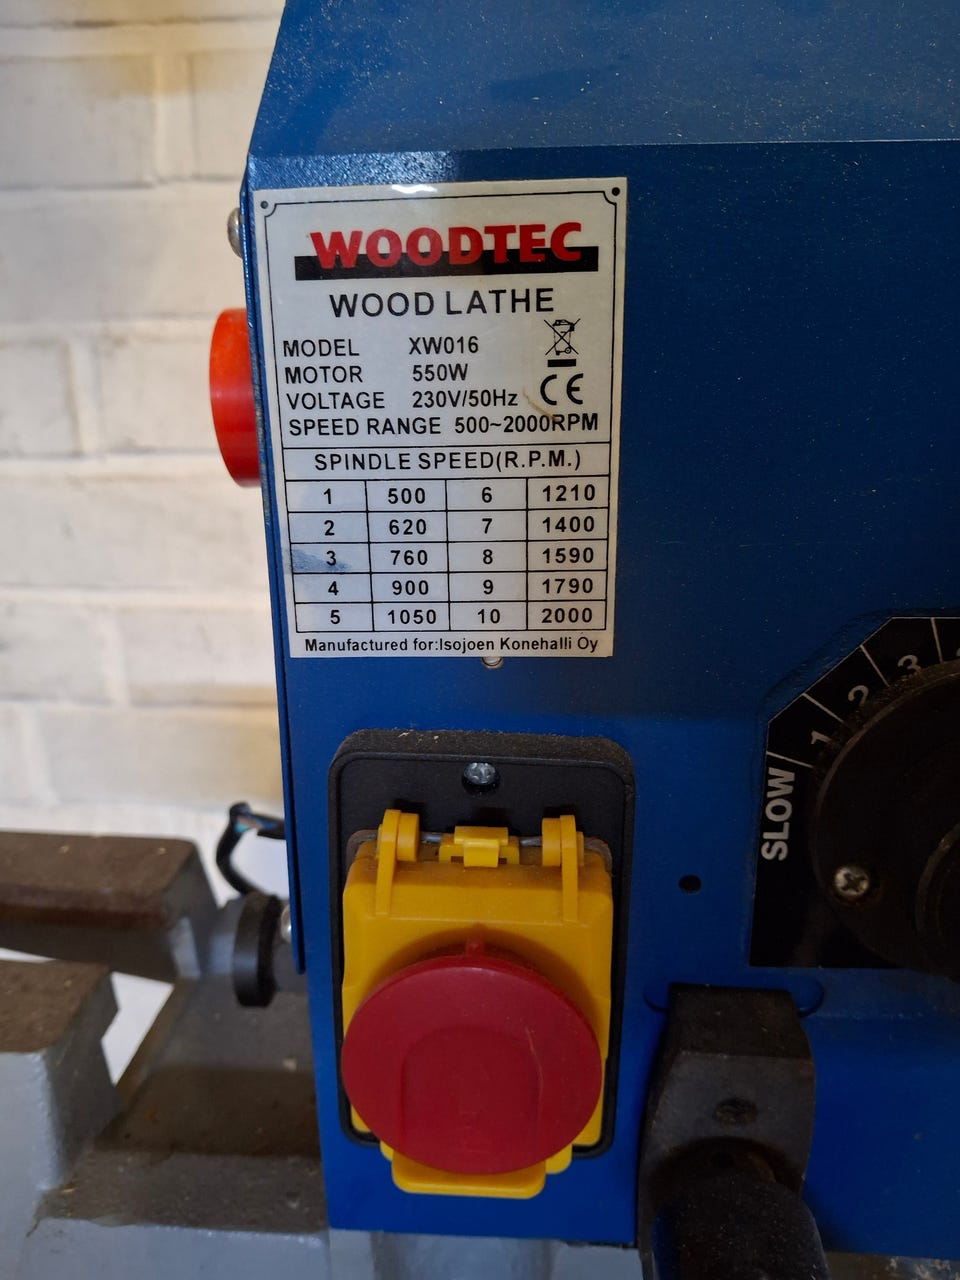 WOODTEC
WOOD LATHE
MODEL XW016
MOTOR 550W
VOLTAGE 230V/50Hz
CE
SPEED RANGE 500~2000RPM
SPINDLE SPEED(R.P.M.)
1 500 6 1210
2 620 7 1400
3 760 8 1590
4 900 9 1790
5 1050 10 2000
Manufactured for:Isojoen Konehalli Oy
SLOW 1 2 3